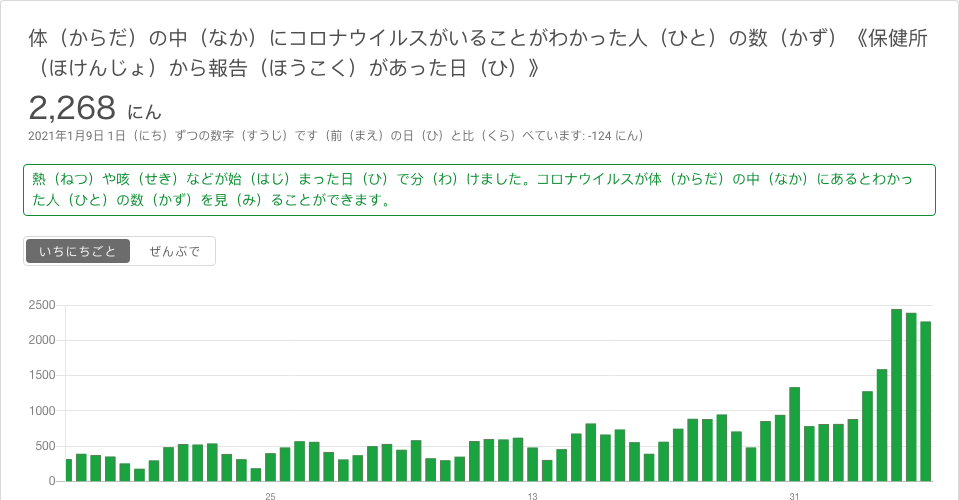 体（からだ）の中（なか）にコロナウイルスがいることがわかった人（ひと）の数（かず）《保健所
（ほけんじょ）から報告（ほうこく）があった日（ひ）》
2,268 にん
2021年1月9日 1日（にち）ずつの数字（すうじ）です（前（まえ）の日（ひ）と比（くら）べています: -124 にん）
熱（ねつ）や咳（せき）などが始（はじ）まった日（ひ）で分（わ）けました。コロナウイルスが体（からだ）の中（なか）にあるとわかっ
た人（ひと）の数（かず）を見（み）ることができます。
いちにちごと ぜんぶで
2500
2000
1500
1000
500
0
25 13 31